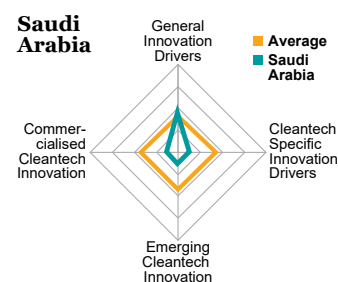 Saudi
Arabia
General
Innovation
Drivers
Average
Saudi
Arabia
Commer-
cialised
Cleantech
Innovation
Cleantech
Specific
Innovation
Drivers
Emerging
Cleantech
Innovation